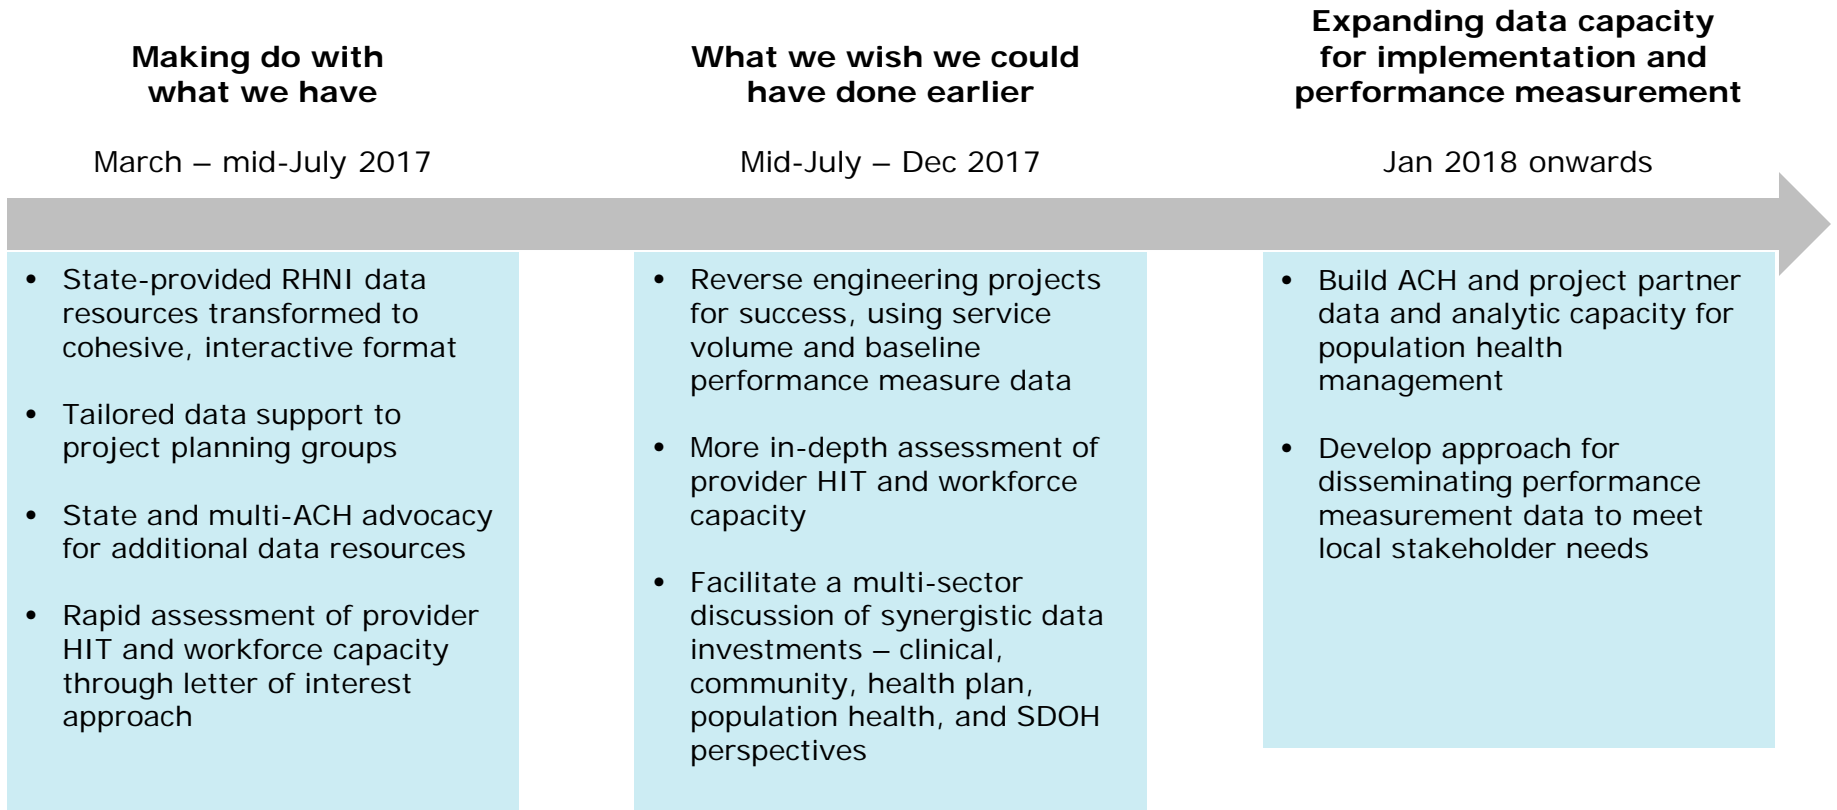 Making do with
what we have
March – mid-July 2017
What we wish we could
have done earlier
Mid-July – Dec 2017
Expanding data capacity
for implementation and
performance measurement
Jan 2018 onwards
• State-provided RHNI data
resources transformed to
cohesive, interactive format
• Tailored data support to
project planning groups
• State and multi-ACH advocacy
for additional data resources
• Rapid assessment of provider
HIT and workforce capacity
through letter of interest
approach
• Reverse engineering projects
for success, using service
volume and baseline
performance measure data
• More in-depth assessment of
provider HIT and workforce
capacity
• Facilitate a multi-sector
discussion of synergistic data
investments – clinical,
community, health plan,
population health, and SDOH
perspectives
• Build ACH and project partner
data and analytic capacity for
population health
management
• Develop approach for
disseminating performance
measurement data to meet
local stakeholder needs